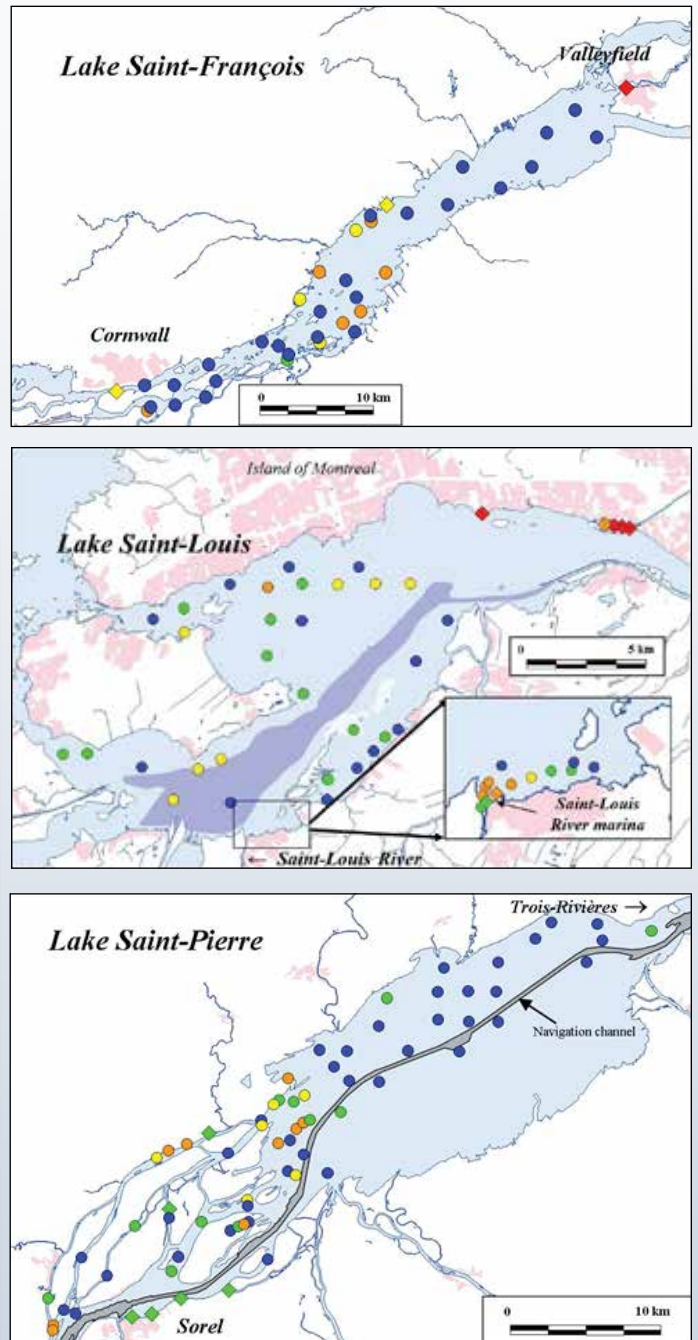 Lake Saint-François
Valleyfield
Cornwall
0 10 km
Island of Montreal
Lake Saint-Louis
0 5 km
Saint-Louis
River marina
← Saint-Louis River
Lake Saint-Pierre
Trois-Rivières →
Navigation channel
Sorel
0 10 km